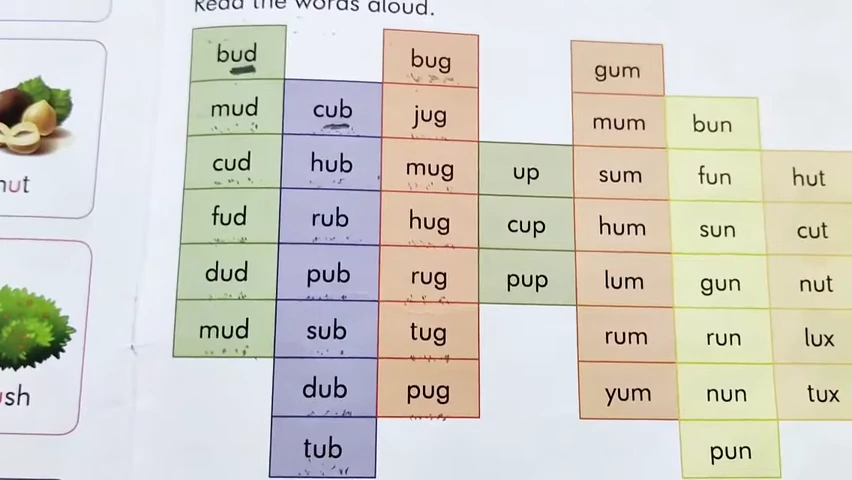 Read the words aloud.
bud bug gum
mud cub jug mum bun
cud hub mug up sum fun hut
fud rub hug cup hum sun cut
dud pub rug pup lum gun nut
mud sub tug rum run lux
dub pug yum nun tux
tub pun
ut
sh